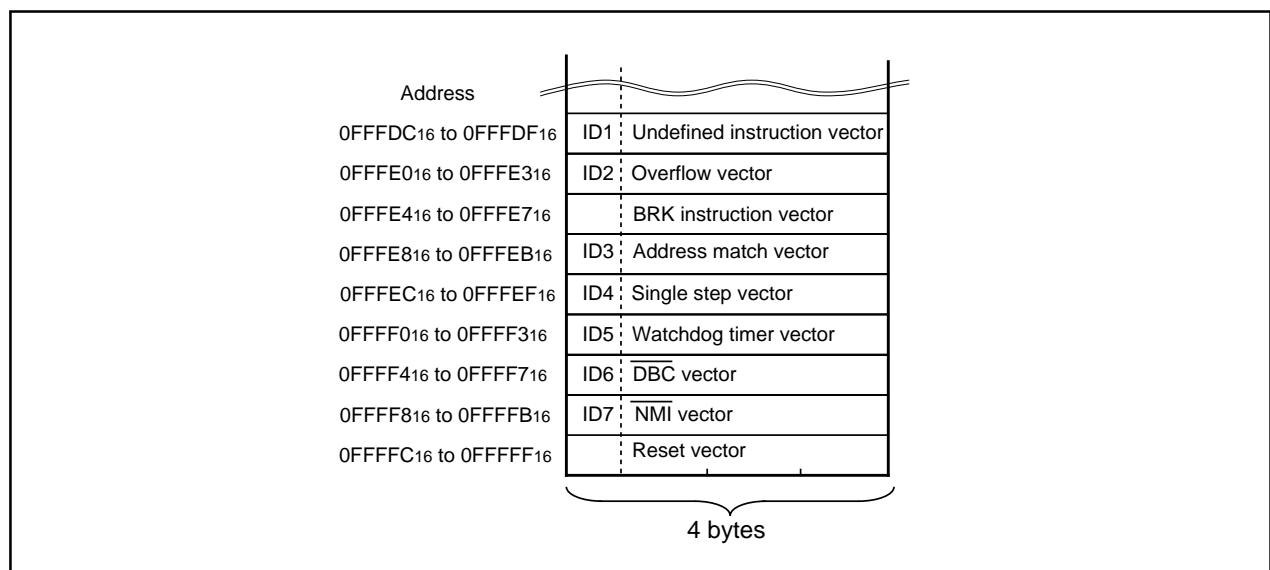 Address
0FFFDC16 to 0FFFDF16 ID1 Undefined instruction vector
0FFFE016 to 0FFFE316 ID2 Overflow vector
0FFFE416 to 0FFFE716 BRK instruction vector
0FFFE816 to 0FFFEB16 ID3 Address match vector
0FFFEC16 to 0FFFEF16 ID4 Single step vector
0FFFF016 to 0FFFF316 ID5 Watchdog timer vector
0FFFF416 to 0FFFF716 ID6 D̅B̅C̅ vector
0FFFF816 to 0FFFFB16 ID7 N̅M̅I̅ vector
0FFFFC16 to 0FFFFF16 Reset vector
4 bytes